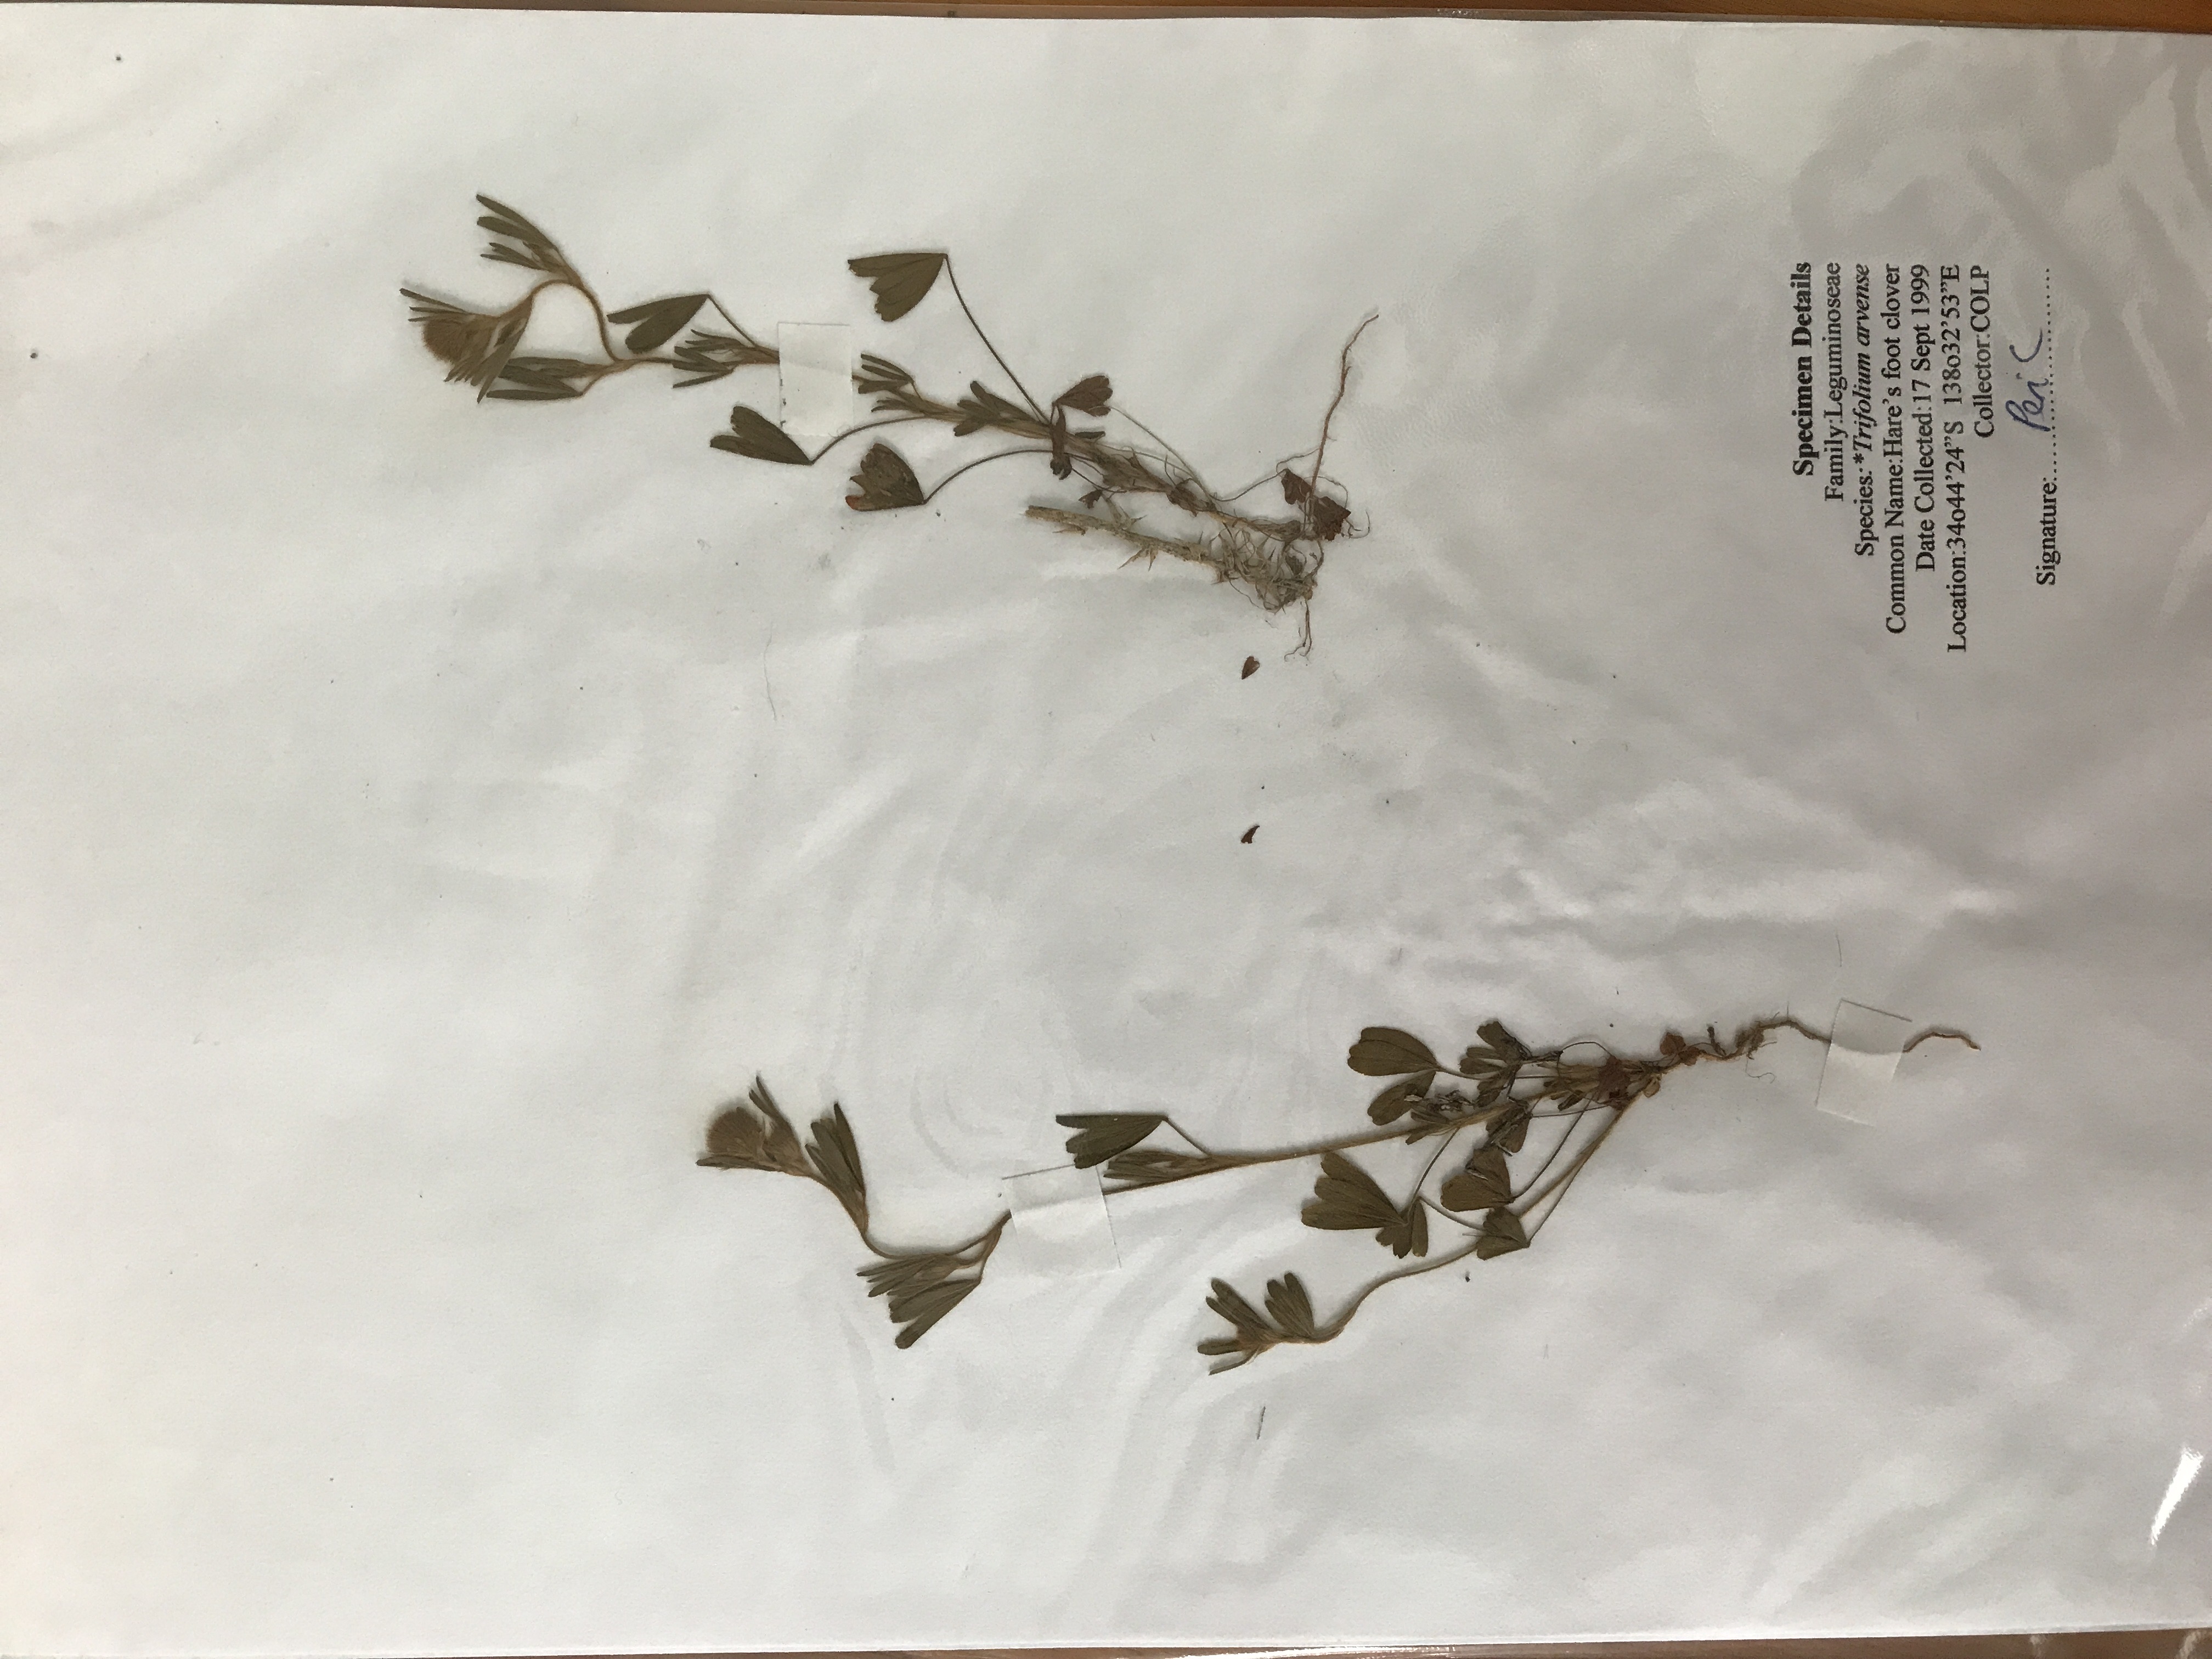 Specimen Details
Family:Leguminoseae
Species:*Trifolium arvense
Common Name:Hare's foot clover
Date Collected:17 Sept 1999
Location:34o44'24”S 138o32'53”E
Collector:COLP
Signature:.............................
Peri C